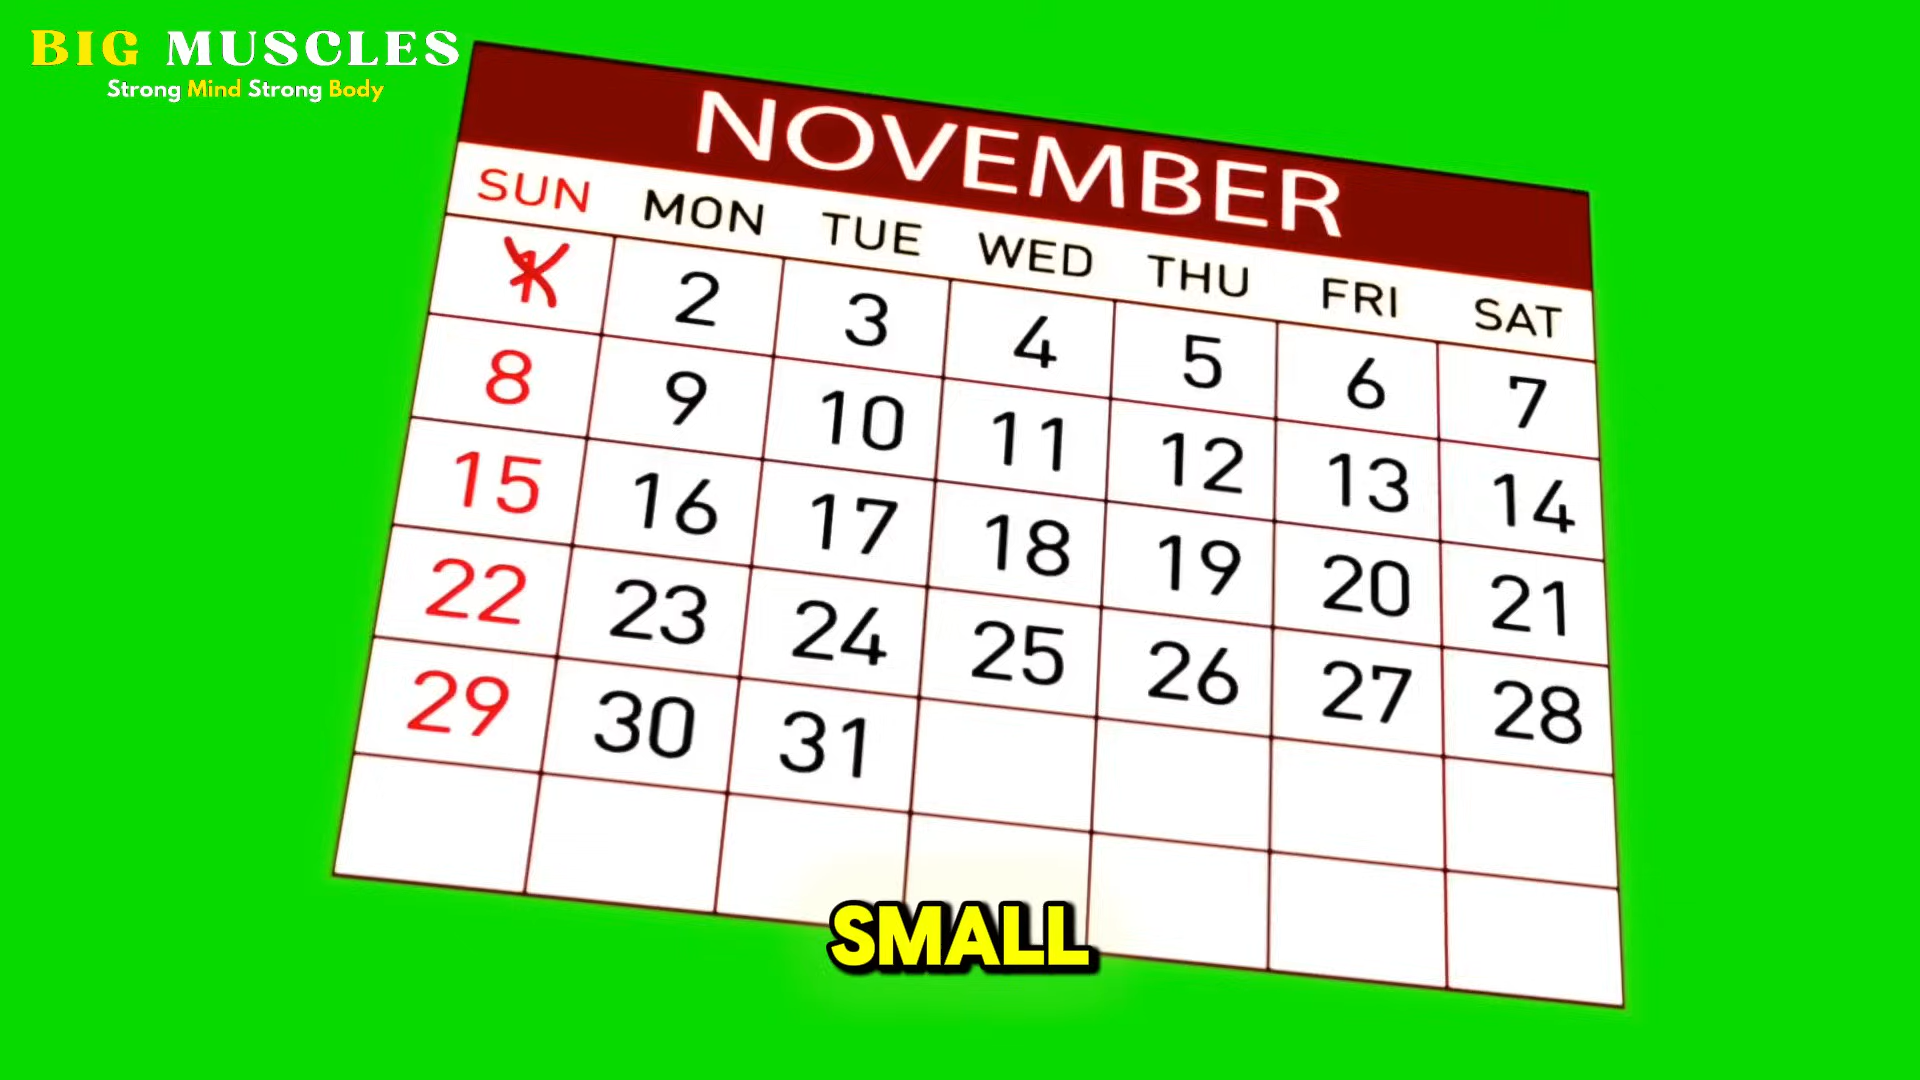 BIG MUSCLES
Strong Mind Strong Body
NOVEMBER
SUN MON TUE WED THU FRI SAT
1 2 3 4 5 6 7
8 9 10 11 12 13 14
15 16 17 18 19 20 21
22 23 24 25 26 27 28
29 30 31
SMALL